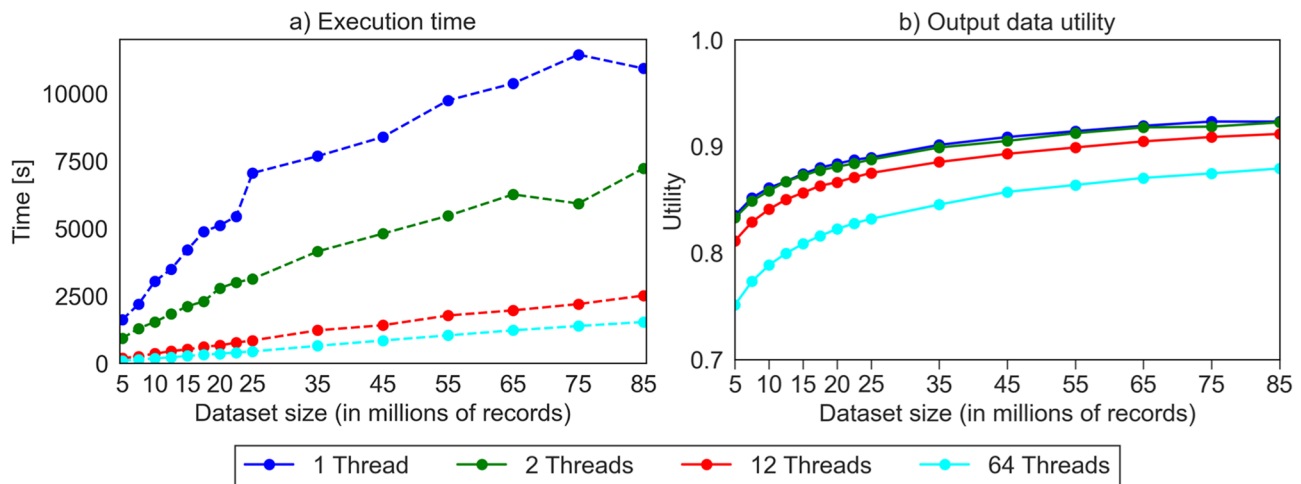 a) Execution time
Time [s]
10000
7500
5000
2500
0
5 10 15 20 25 35 45 55 65 75 85
Dataset size (in millions of records)
b) Output data utility
Utility
1.0
0.9
0.8
0.7
5 10 15 20 25 35 45 55 65 75 85
Dataset size (in millions of records)
1 Thread 2 Threads 12 Threads 64 Threads